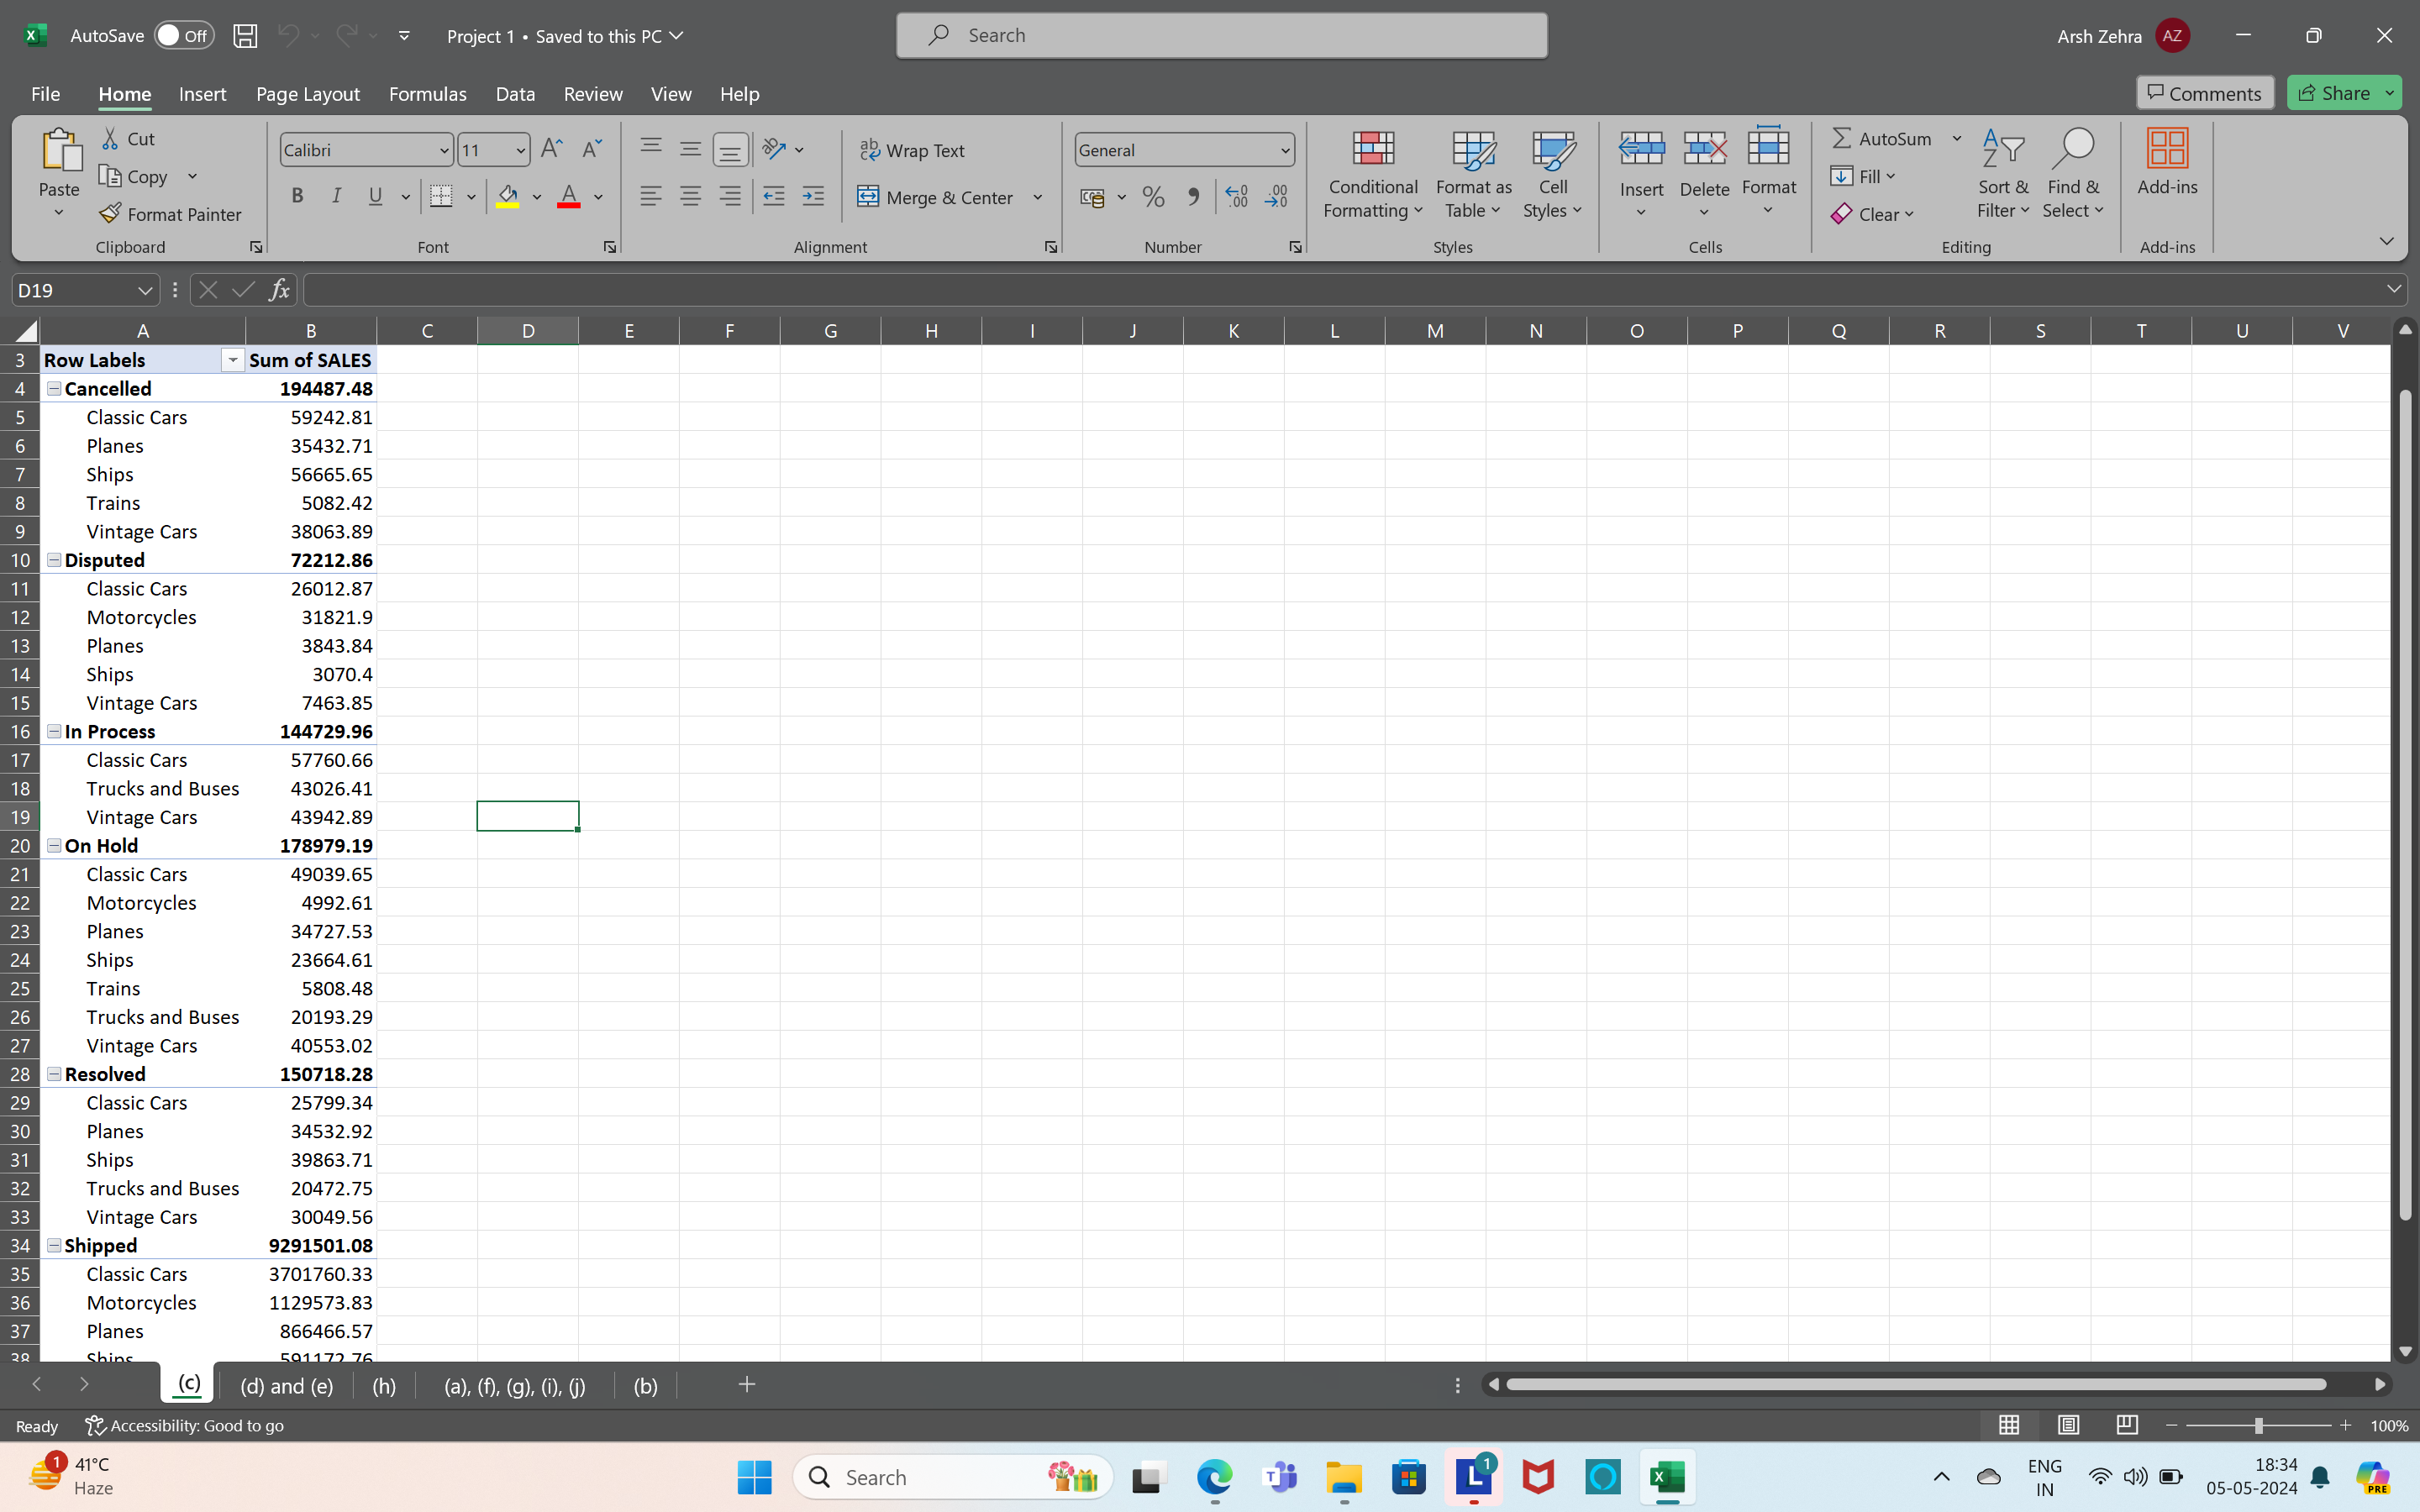 AutoSave Off Project 1 • Saved to this PC Search Arsh Zehra AZ
File Home Insert Page Layout Formulas Data Review View Help Comments Share
Paste Cut Copy Format Painter Clipboard
Calibri 11 B I U A Font
Wrap Text Merge & Center Alignment
General % Number
Conditional Formatting Format as Table Cell Styles Styles
Insert Delete Format Cells
AutoSum Fill Clear Sort & Filter Find & Select Editing
Add-ins Add-ins
D19 fx
A B C D E F G H I J K L M N O P Q R S T U V
3 Row Labels Sum of SALES
4 Cancelled 194487.48
5 Classic Cars 59242.81
6 Planes 35432.71
7 Ships 56665.65
8 Trains 5082.42
9 Vintage Cars 38063.89
10 Disputed 72212.86
11 Classic Cars 26012.87
12 Motorcycles 31821.9
13 Planes 3843.84
14 Ships 3070.4
15 Vintage Cars 7463.85
16 In Process 144729.96
17 Classic Cars 57760.66
18 Trucks and Buses 43026.41
19 Vintage Cars 43942.89
20 On Hold 178979.19
21 Classic Cars 49039.65
22 Motorcycles 4992.61
23 Planes 34727.53
24 Ships 23664.61
25 Trains 5808.48
26 Trucks and Buses 20193.29
27 Vintage Cars 40553.02
28 Resolved 150718.28
29 Classic Cars 25799.34
30 Planes 34532.92
31 Ships 39863.71
32 Trucks and Buses 20472.75
33 Vintage Cars 30049.56
34 Shipped 9291501.08
35 Classic Cars 3701760.33
36 Motorcycles 1129573.83
37 Planes 866466.57
38 Ships 591172.76
(c) (d) and (e) (h) (a), (f), (g), (i), (j) (b)
Ready Accessibility: Good to go 100%
1 41°C Search 1 ENG 18:34
Haze IN 05-05-2024 PRE